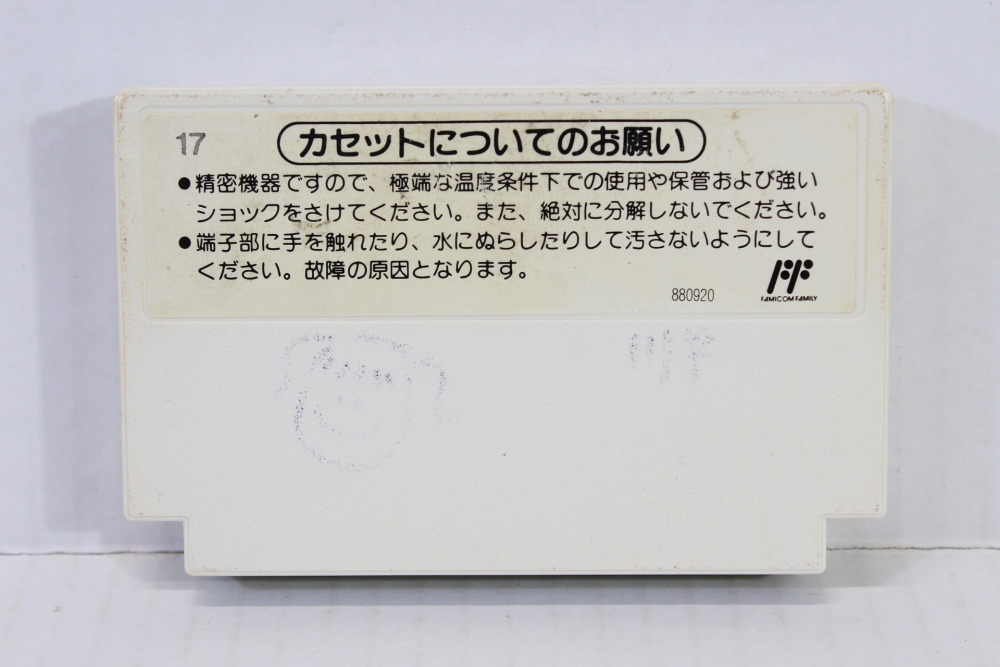 17
カセットについてのお願い
●精密機器ですので、極端な温度条件下での使用や保管および強い
ショックをさけてください。また、絶対に分解しないでください。
●端子部に手を触れたり、水にぬらしたりして汚さないようにして
ください。故障の原因となります。
880920
FAMICOM FAMILY